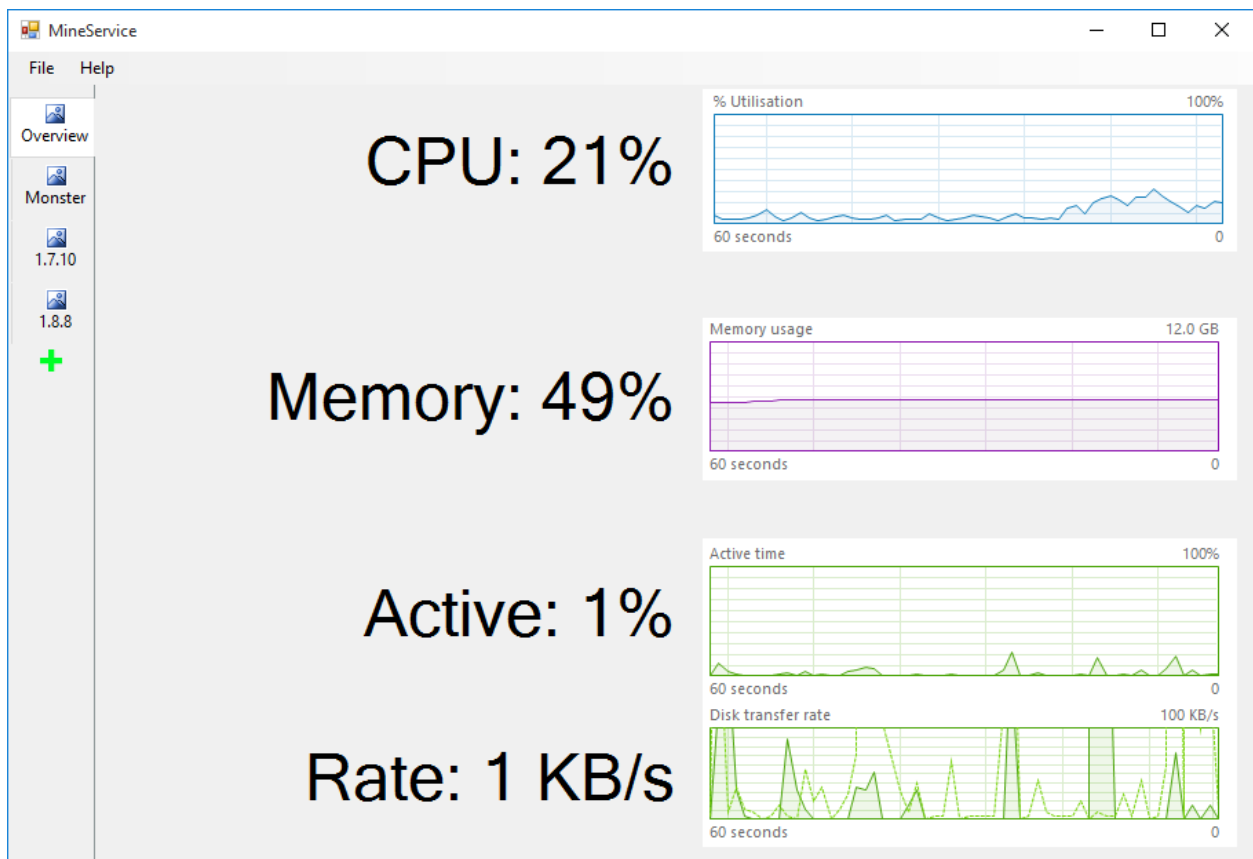 MineService
File Help
Overview
Monster
1.7.10
1.8.8
CPU: 21%
% Utilisation 100%
60 seconds 0
Memory: 49%
Memory usage 12.0 GB
60 seconds 0
Active: 1%
Active time 100%
60 seconds 0
Rate: 1 KB/s
Disk transfer rate 100 KB/s
60 seconds 0